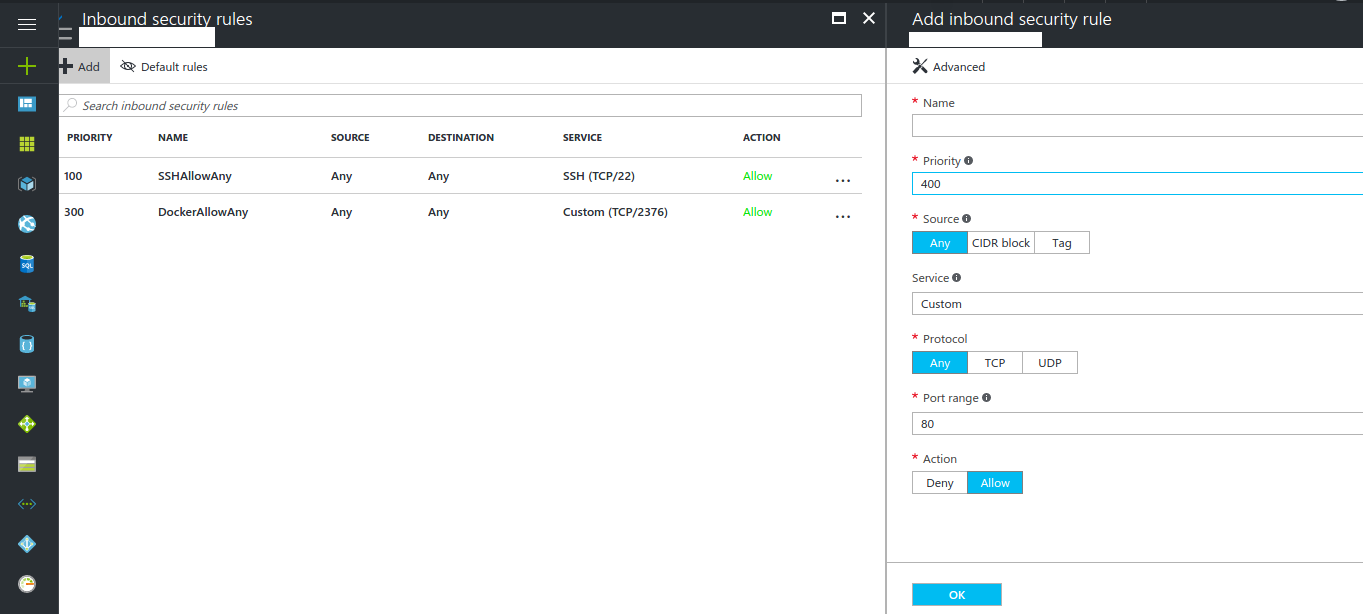 Inbound security rules
Add Default rules
Search inbound security rules
PRIORITY NAME SOURCE DESTINATION SERVICE ACTION
100 SSHAllowAny Any Any SSH (TCP/22) Allow ...
300 DockerAllowAny Any Any Custom (TCP/2376) Allow ...
SQL
Add inbound security rule
Advanced
* Name
* Priority
400
* Source
Any CIDR block Tag
Service
Custom
* Protocol
Any TCP UDP
* Port range
80
* Action
Deny Allow
OK